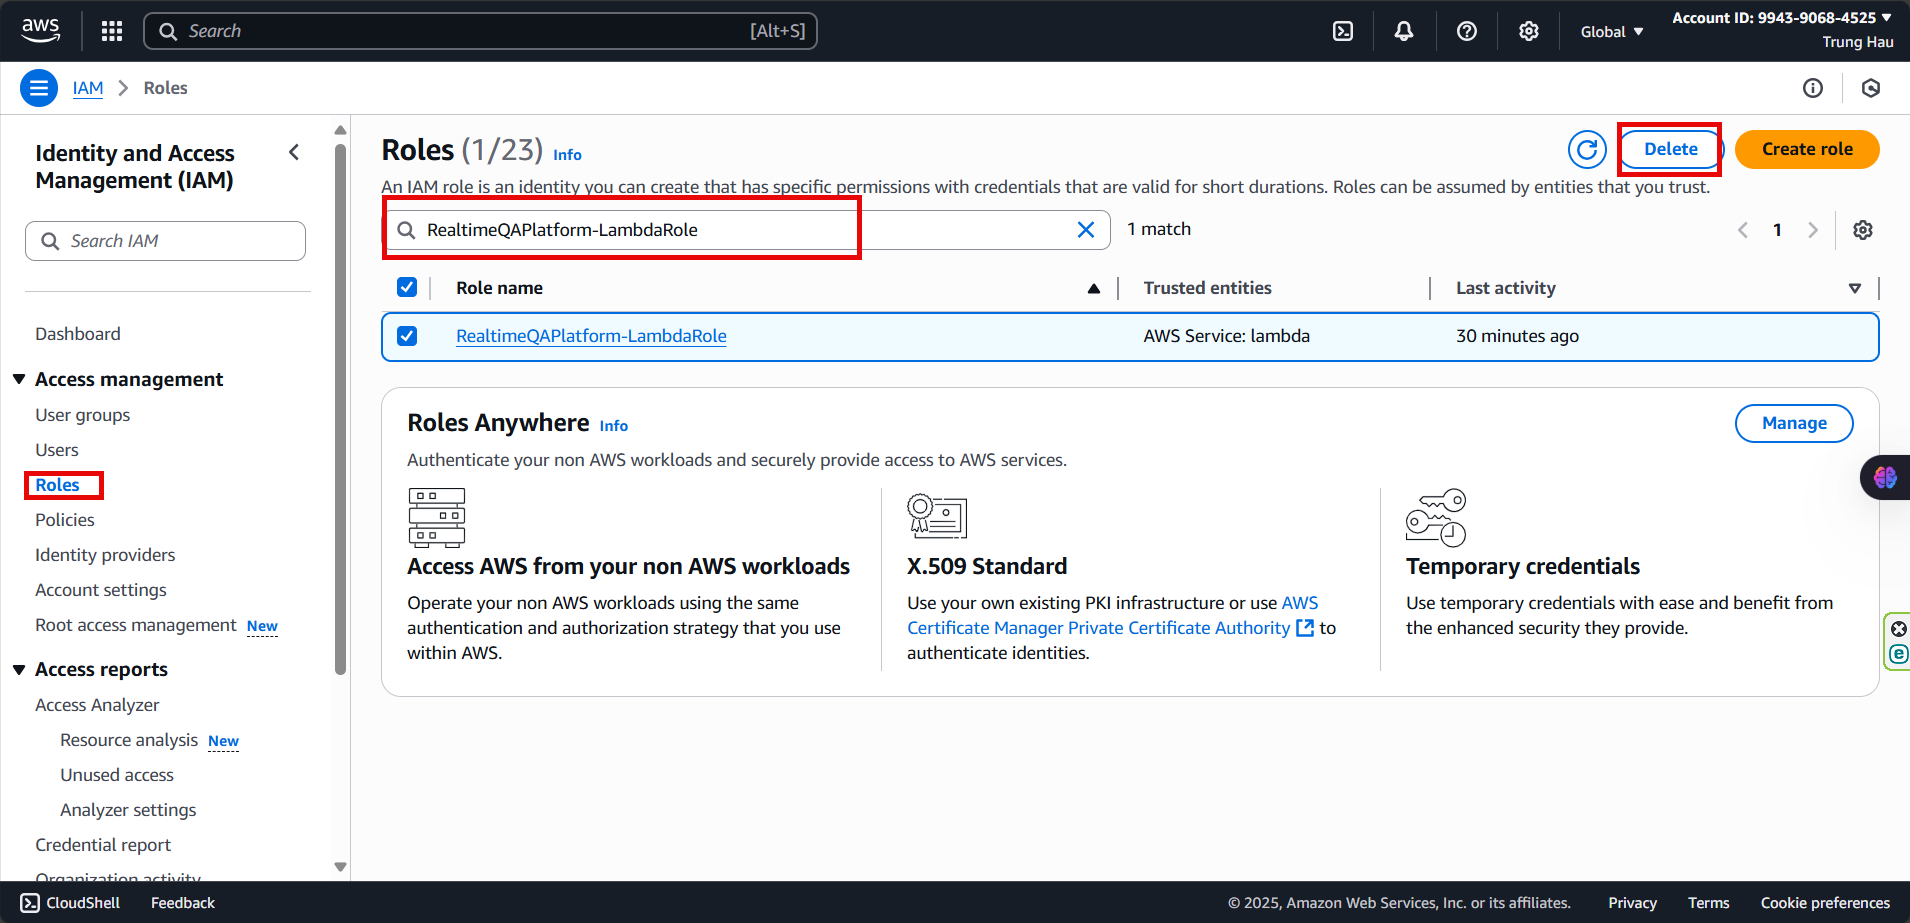 aws
Search
[Alt+S]
Global
Account ID: 9943-9068-4525
Trung Hau
IAM
Roles
Identity and Access
Management (IAM)
Search IAM
Dashboard
Access management
User groups
Users
Roles
Policies
Identity providers
Account settings
Root access management New
Access reports
Access Analyzer
Resource analysis New
Unused access
Analyzer settings
Credential report
Organization activity
Roles (1/23) Info
Delete
Create role
An IAM role is an identity you can create that has specific permissions with credentials that are valid for short durations. Roles can be assumed by entities that you trust.
RealtimeQAPlatform-LambdaRole
1 match
1
Role name
Trusted entities
Last activity
RealtimeQAPlatform-LambdaRole
AWS Service: lambda
30 minutes ago
Roles Anywhere Info
Manage
Authenticate your non AWS workloads and securely provide access to AWS services.
Access AWS from your non AWS workloads
Operate your non AWS workloads using the same
authentication and authorization strategy that you use
within AWS.
X.509 Standard
Use your own existing PKI infrastructure or use AWS
Certificate Manager Private Certificate Authority to
authenticate identities.
Temporary credentials
Use temporary credentials with ease and benefit from
the enhanced security they provide.
CloudShell
Feedback
© 2025, Amazon Web Services, Inc. or its affiliates.
Privacy
Terms
Cookie preferences